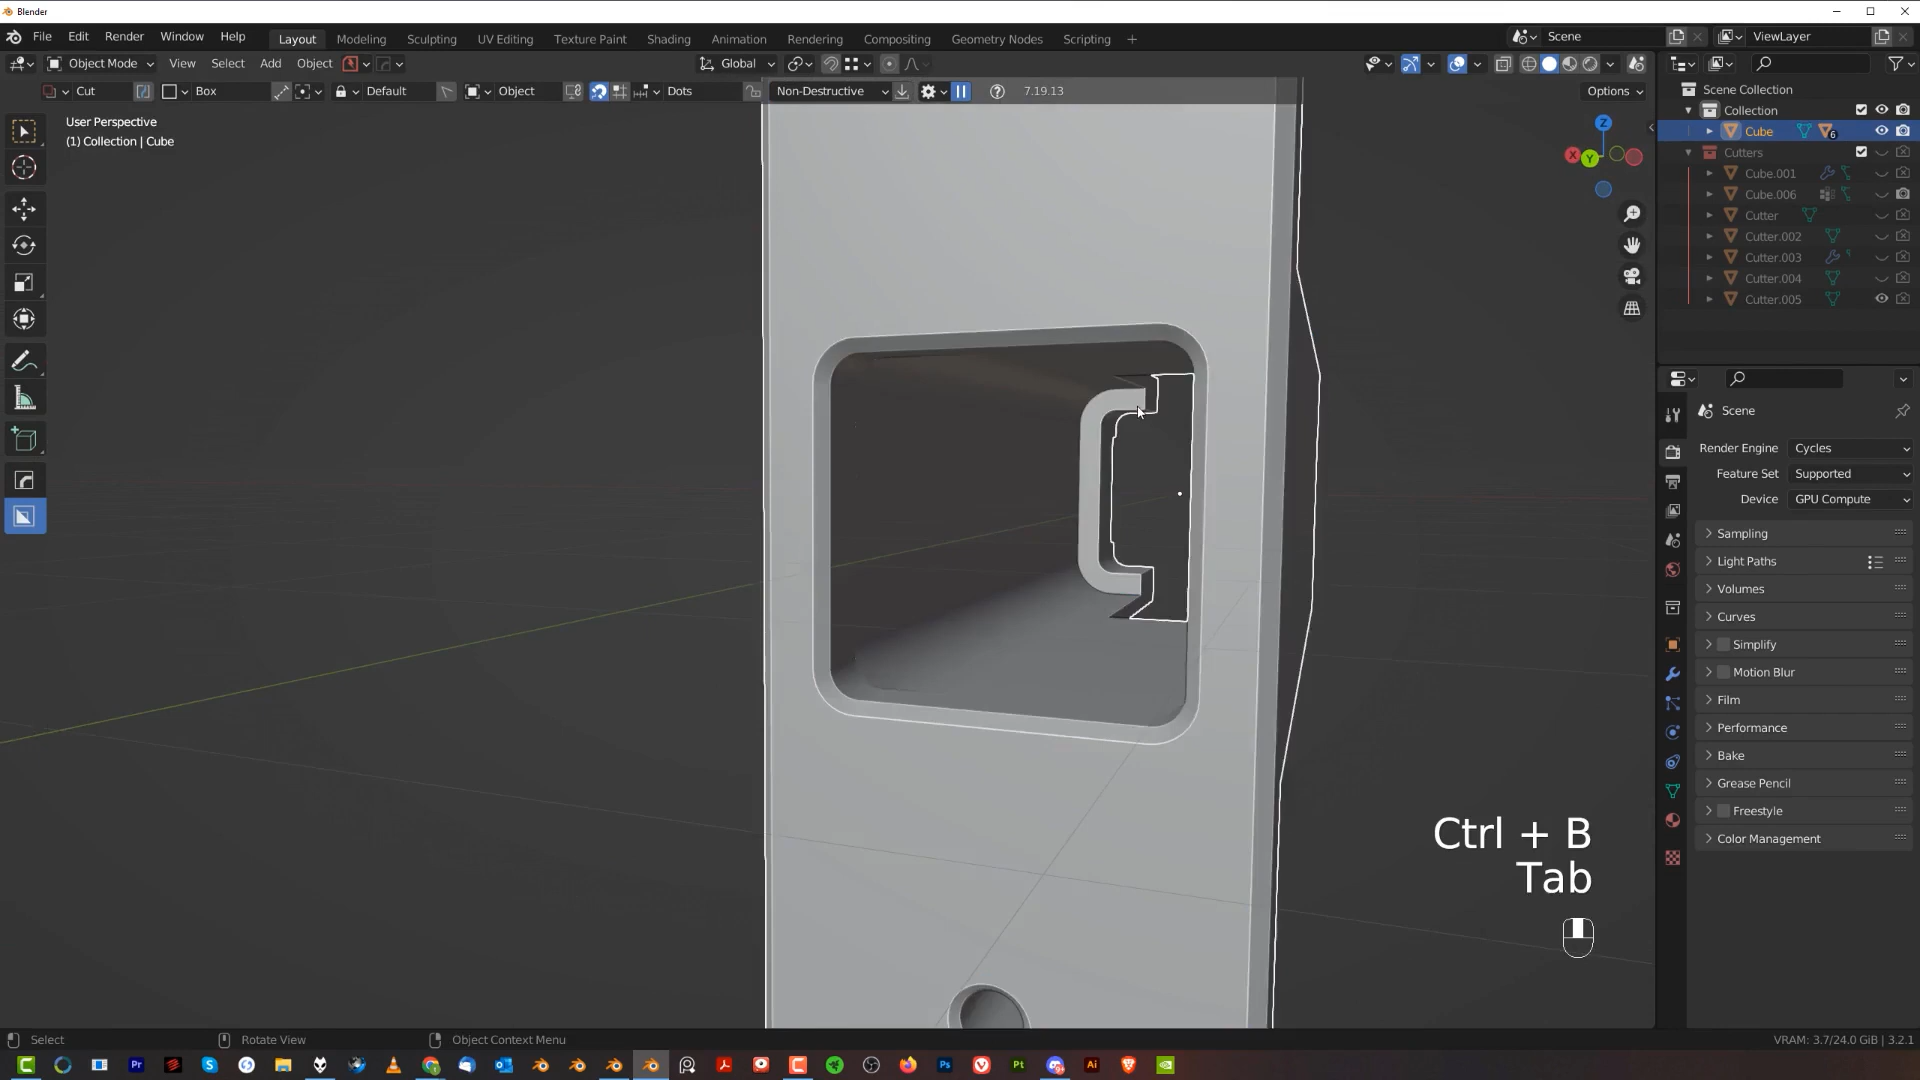 Blender
File Edit Render Window Help Layout Modeling Sculpting UV Editing Texture Paint Shading Animation Rendering Compositing Geometry Nodes Scripting + Scene ViewLayer
Object Mode View Select Add Object Global
Cut Box Default Object Dots Non-Destructive 7.19.13 Options
User Perspective
(1) Collection | Cube
Z
X
Y
Scene Collection
Collection
Cube 6
Cutters
Cube.001
Cube.006
Cutter
Cutter.002
Cutter.003
Cutter.004
Cutter.005
Scene
Render Engine Cycles
Feature Set Supported
Device GPU Compute
Sampling
Light Paths
Volumes
Curves
Simplify
Motion Blur
Film
Performance
Bake
Grease Pencil
Freestyle
Color Management
Ctrl + B
Tab
Select Rotate View Object Context Menu VRAM: 3.7/24.0 GiB | 3.2.1
Pr S Ps Pt Ai